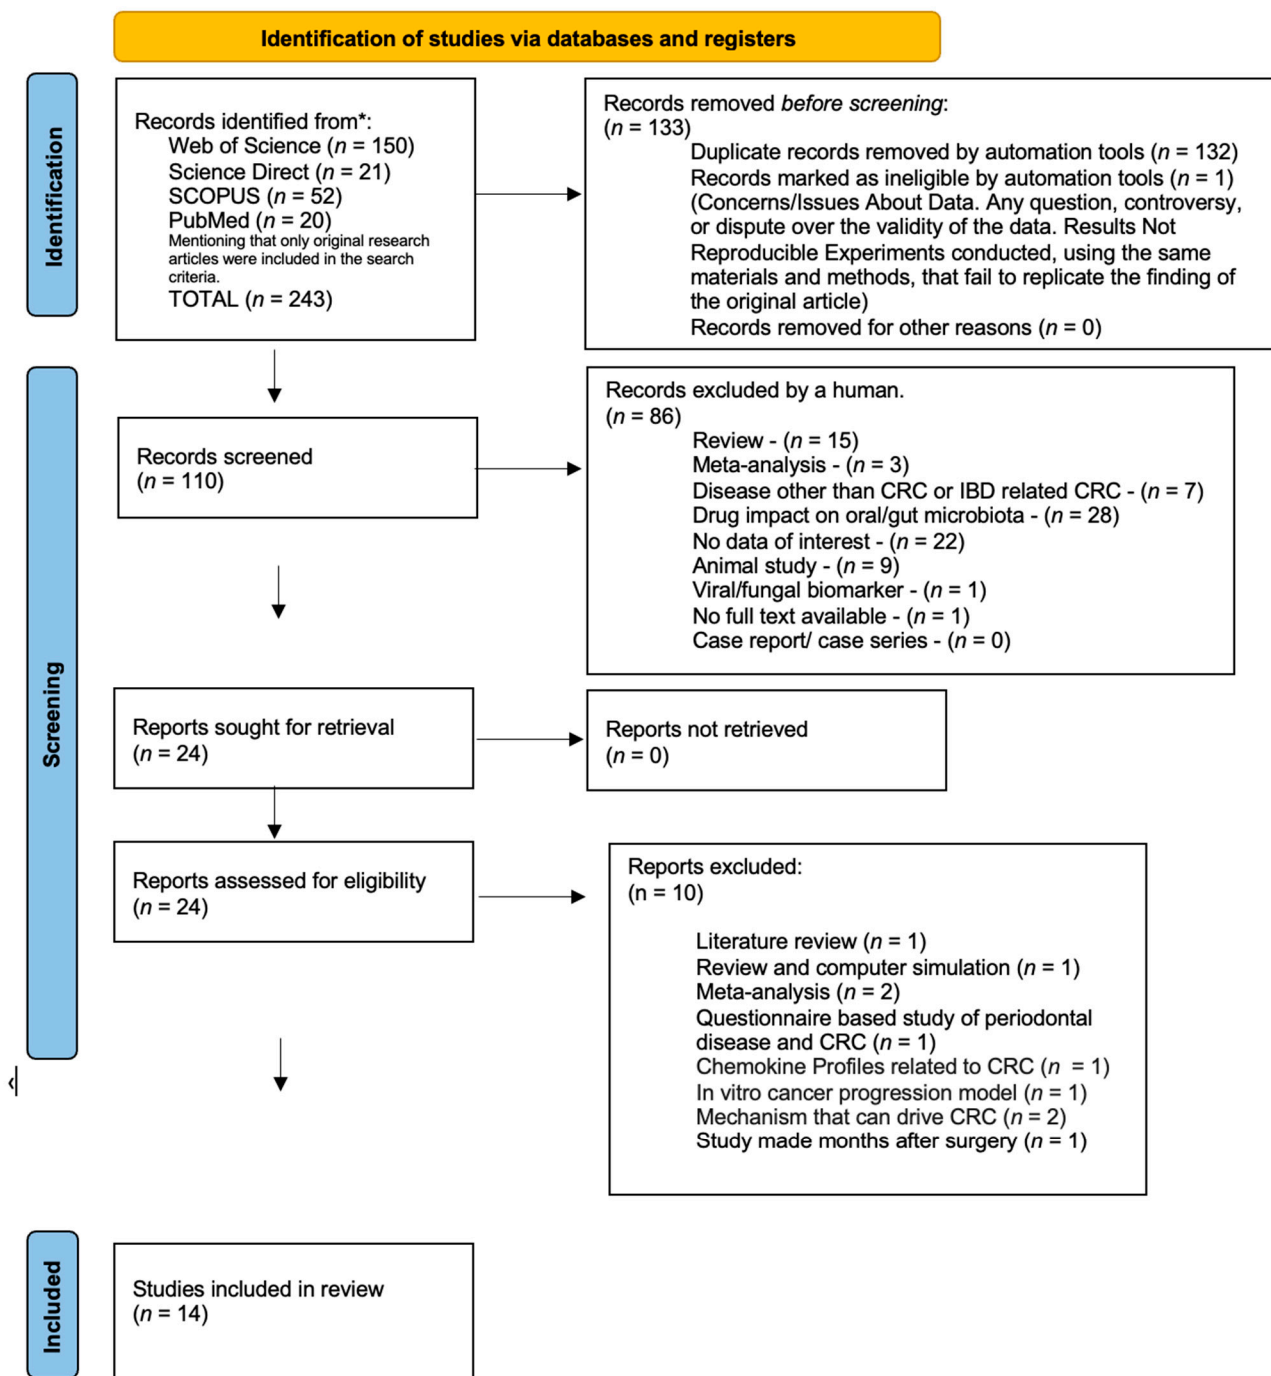 Identification of studies via databases and registers
Identification
Records identified from*:
Web of Science (n = 150)
Science Direct (n = 21)
SCOPUS (n = 52)
PubMed (n = 20)
Mentioning that only original research
articles were included in the search
criteria.
TOTAL (n = 243)
Records removed before screening:
(n = 133)
Duplicate records removed by automation tools (n = 132)
Records marked as ineligible by automation tools (n = 1)
(Concerns/Issues About Data. Any question, controversy,
or dispute over the validity of the data. Results Not
Reproducible Experiments conducted, using the same
materials and methods, that fail to replicate the finding of
the original article)
Records removed for other reasons (n = 0)
Screening
Records screened
(n = 110)
Records excluded by a human.
(n = 86)
Review - (n = 15)
Meta-analysis - (n = 3)
Disease other than CRC or IBD related CRC - (n = 7)
Drug impact on oral/gut microbiota - (n = 28)
No data of interest - (n = 22)
Animal study - (n = 9)
Viral/fungal biomarker - (n = 1)
No full text available - (n = 1)
Case report/ case series - (n = 0)
Reports sought for retrieval
(n = 24)
Reports not retrieved
(n = 0)
Reports assessed for eligibility
(n = 24)
Reports excluded:
(n = 10)
Literature review (n = 1)
Review and computer simulation (n = 1)
Meta-analysis (n = 2)
Questionnaire based study of periodontal
disease and CRC (n = 1)
Chemokine Profiles related to CRC (n = 1)
In vitro cancer progression model (n = 1)
Mechanism that can drive CRC (n = 2)
Study made months after surgery (n = 1)
Included
Studies included in review
(n = 14)